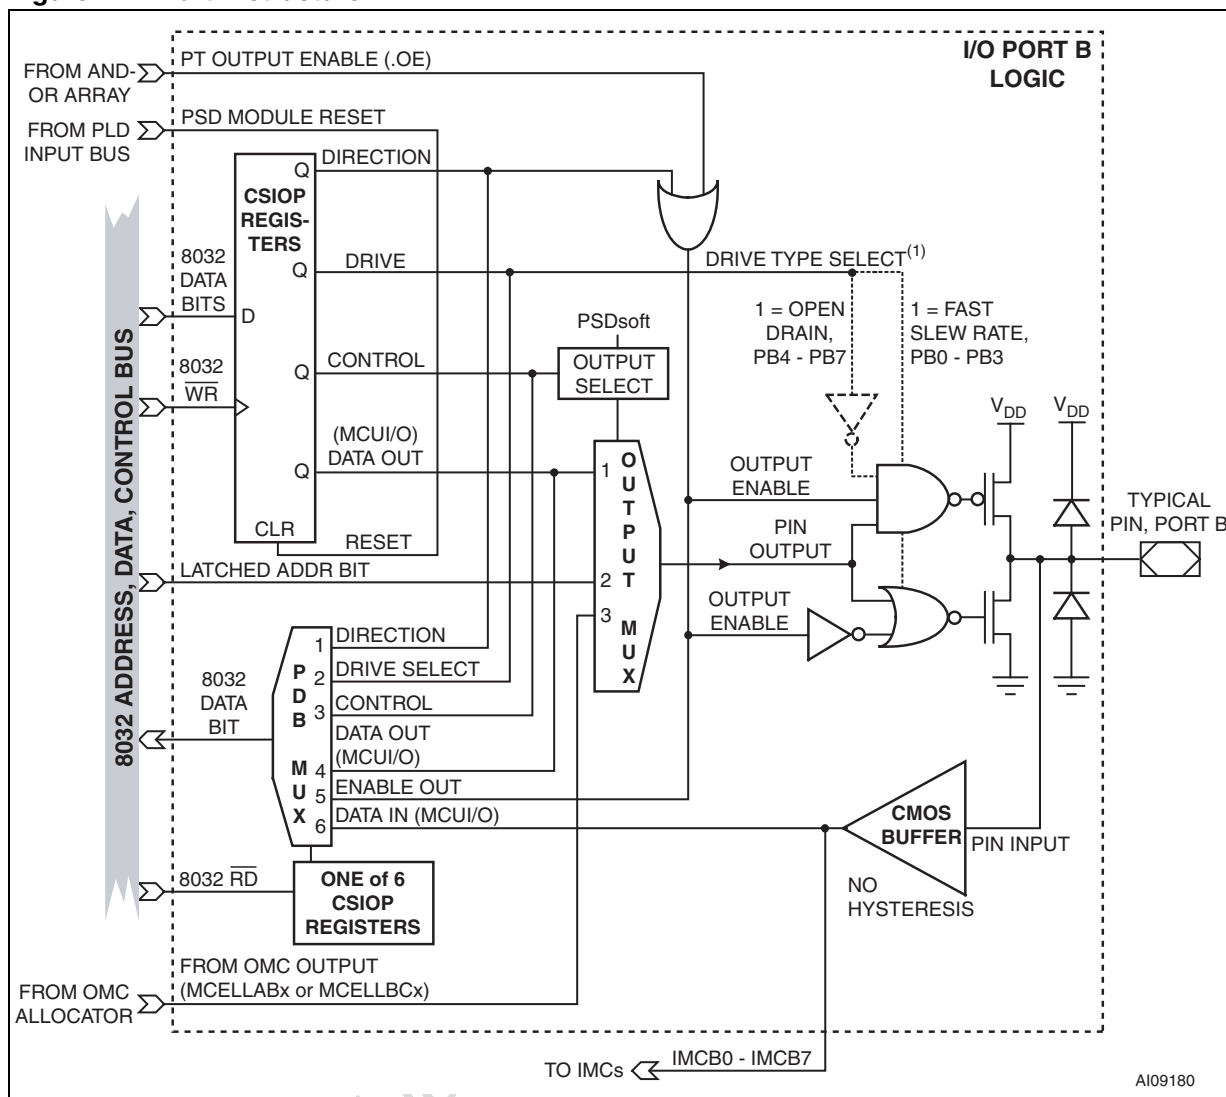 I/O PORT B
LOGIC
FROM AND-
OR ARRAY
PT OUTPUT ENABLE (.OE)
FROM PLD
INPUT BUS
PSD MODULE RESET
8032 ADDRESS, DATA, CONTROL BUS
CSIOP
REGIS-
TERS
Q
DIRECTION
Q
DRIVE
DRIVE TYPE SELECT(1)
8032
DATA
BITS
D
1 = OPEN
DRAIN,
PB4 - PB7
1 = FAST
SLEW RATE,
PB0 - PB3
PSDsoft
OUTPUT
SELECT
8032
WR
Q
CONTROL
VDD
VDD
(MCUI/O)
DATA OUT
Q
1
OUTPUT MUX
OUTPUT
ENABLE
TYPICAL
PIN, PORT B
CLR
RESET
PIN
OUTPUT
LATCHED ADDR BIT
2
3
OUTPUT
ENABLE
PDB MUX
1
DIRECTION
2
DRIVE SELECT
3
CONTROL
8032
DATA
BIT
DATA OUT
(MCUI/O)
4
5
ENABLE OUT
6
DATA IN (MCUI/O)
CMOS
BUFFER
PIN INPUT
NO
HYSTERESIS
8032 RD
ONE of 6
CSIOP
REGISTERS
FROM OMC
ALLOCATOR
FROM OMC OUTPUT
(MCELLABx or MCELLBCx)
TO IMCs
IMCB0 - IMCB7
AI09180